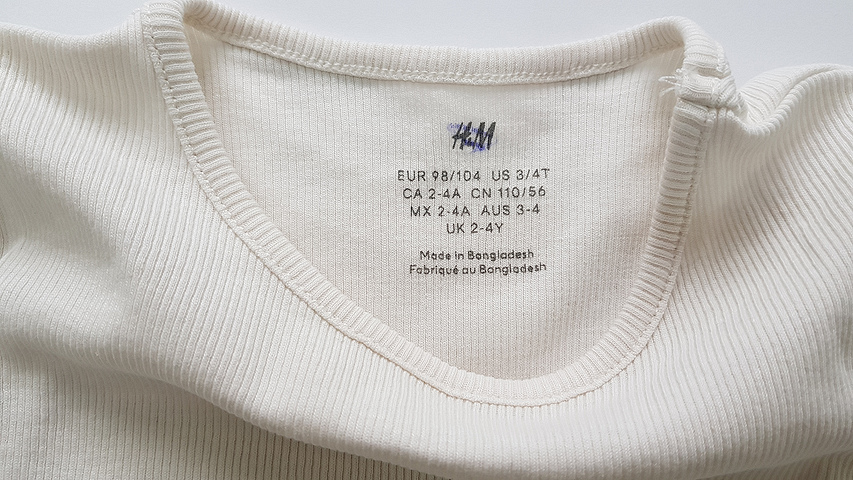 H&M
EUR 98/104 US 3/4T
CA 2-4A CN 110/56
MX 2-4A AUS 3-4
UK 2-4Y
Made in Bangladesh
Fabriqué au Bangladesh